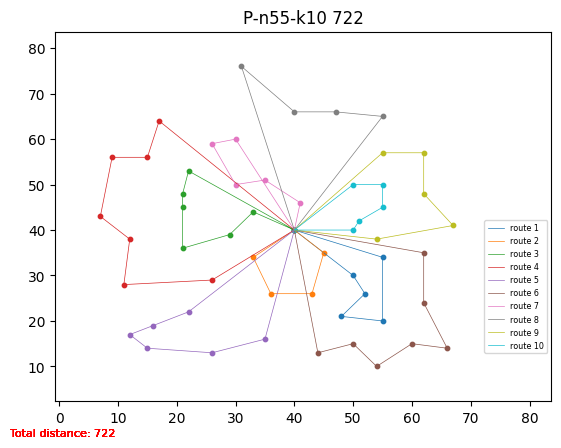 P-n55-k10 722
80
70
60
50
40
30
20
10
0 10 20 30 40 50 60 70 80
route 1
route 2
route 3
route 4
route 5
route 6
route 7
route 8
route 9
route 10
Total distance: 722